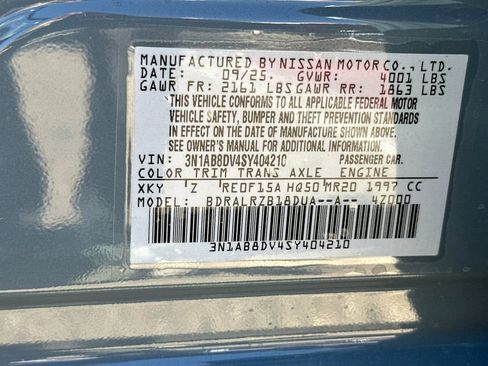 MANUFACTURED BY NISSAN MOTOR CO., LTD.
DATE: 09/25. GVWR: 4001 LBS
GAWR FR: 2161 LBS GAWR RR: 1863 LBS
THIS VEHICLE CONFORMS TO ALL APPLICABLE FEDERAL MOTOR
VEHICLE SAFETY, BUMPER AND THEFT PREVENTION STANDARDS
IN EFFECT ON THE DATE OF MANUFACTURE SHOWN ABOVE.
SEE OWNER'S MANUAL FOR ADDITIONAL INFORMATION.
VIN: 3N1AB8DV4SY404210 PASSENGER CAR
COLOR TRIM TRANS AXLE ENGINE
XKY Z RE0F15A HQ50 MR20 1997 CC
MODEL: BDRALRZB18DUA--A-- 4Z000
3N1AB8DV4SY404210